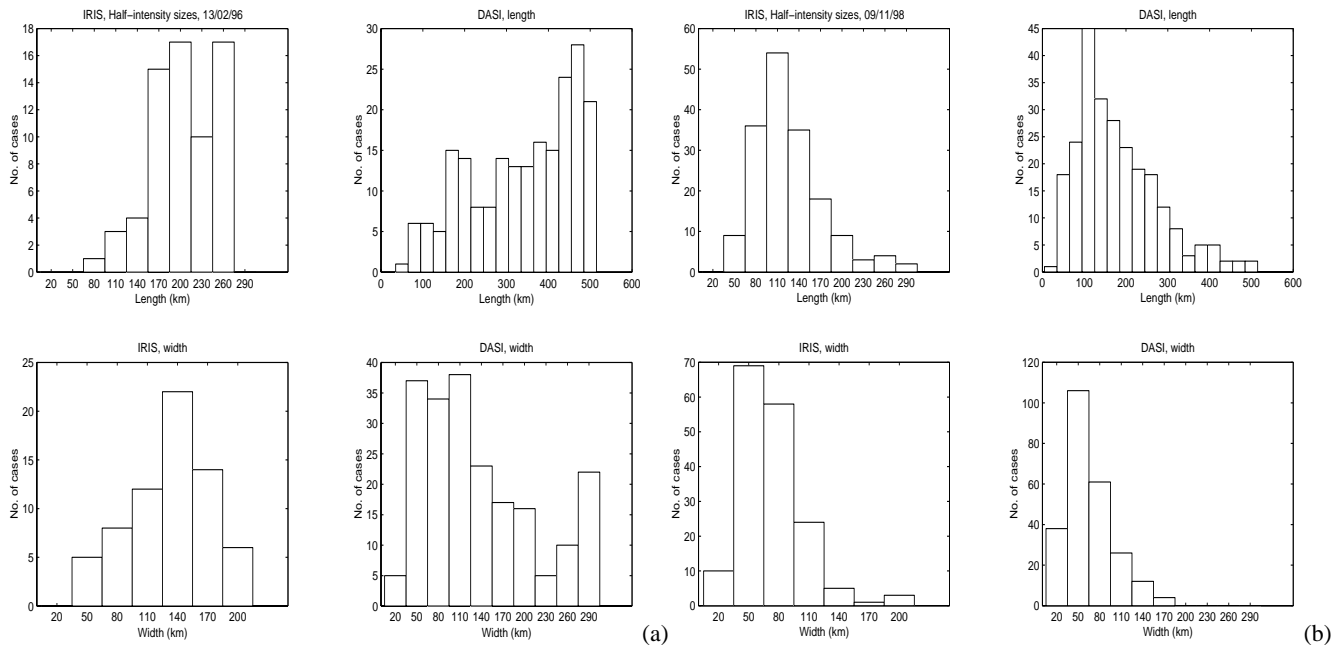 IRIS, Half−intensity sizes, 13/02/96
18
16
14
12
10
8
6
4
2
0
No. of cases
20 50 80 110 140 170 200 230 260 290
Length (km)
DASI, length
30
25
20
15
10
5
0
No. of cases
100 200 300 400 500 600
Length (km)
IRIS, Half−intensity sizes, 09/11/98
60
50
40
30
20
10
0
No. of cases
20 50 80 110 140 170 200 230 260 290
Length (km)
DASI, length
45
40
35
30
25
20
15
10
5
0
No. of cases
0 100 200 300 400 500 600
Length (km)
IRIS, width
25
20
15
10
5
0
No. of cases
20 50 80 110 140 170 200
Width (km)
DASI, width
40
35
30
25
20
15
10
5
0
No. of cases
20 50 80 110 140 170 200 230 260 290
Width (km)
(a)
IRIS, width
70
60
50
40
30
20
10
0
No. of cases
20 50 80 110 140 170 200
Width (km)
DASI, width
120
100
80
60
40
20
0
No. of cases
20 50 80 110 140 170 200 230 260 290
Width (km)
(b)